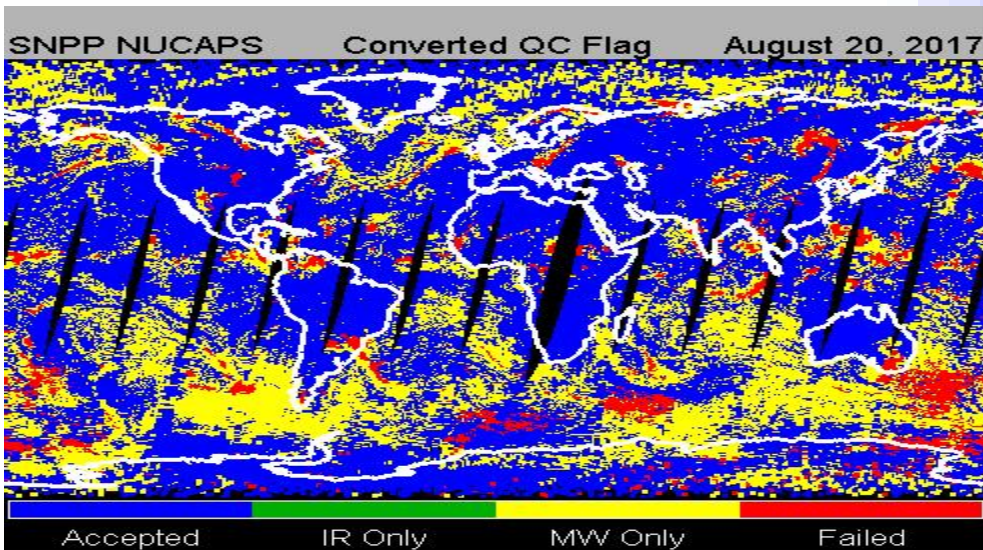 SNPP NUCAPS Converted QC Flag August 20, 2017
Accepted IR Only MW Only Failed